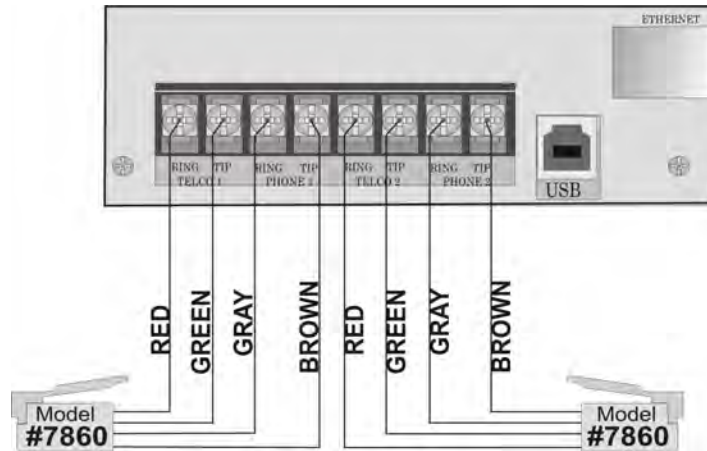 ETHERNET
RING TIP RING TIP RING TIP RING TIP
TELCO 1 PHONE 1 TELCO 2 PHONE 2
USB
RED GREEN GRAY BROWN RED GREEN GRAY BROWN
Model Model
#7860 #7860